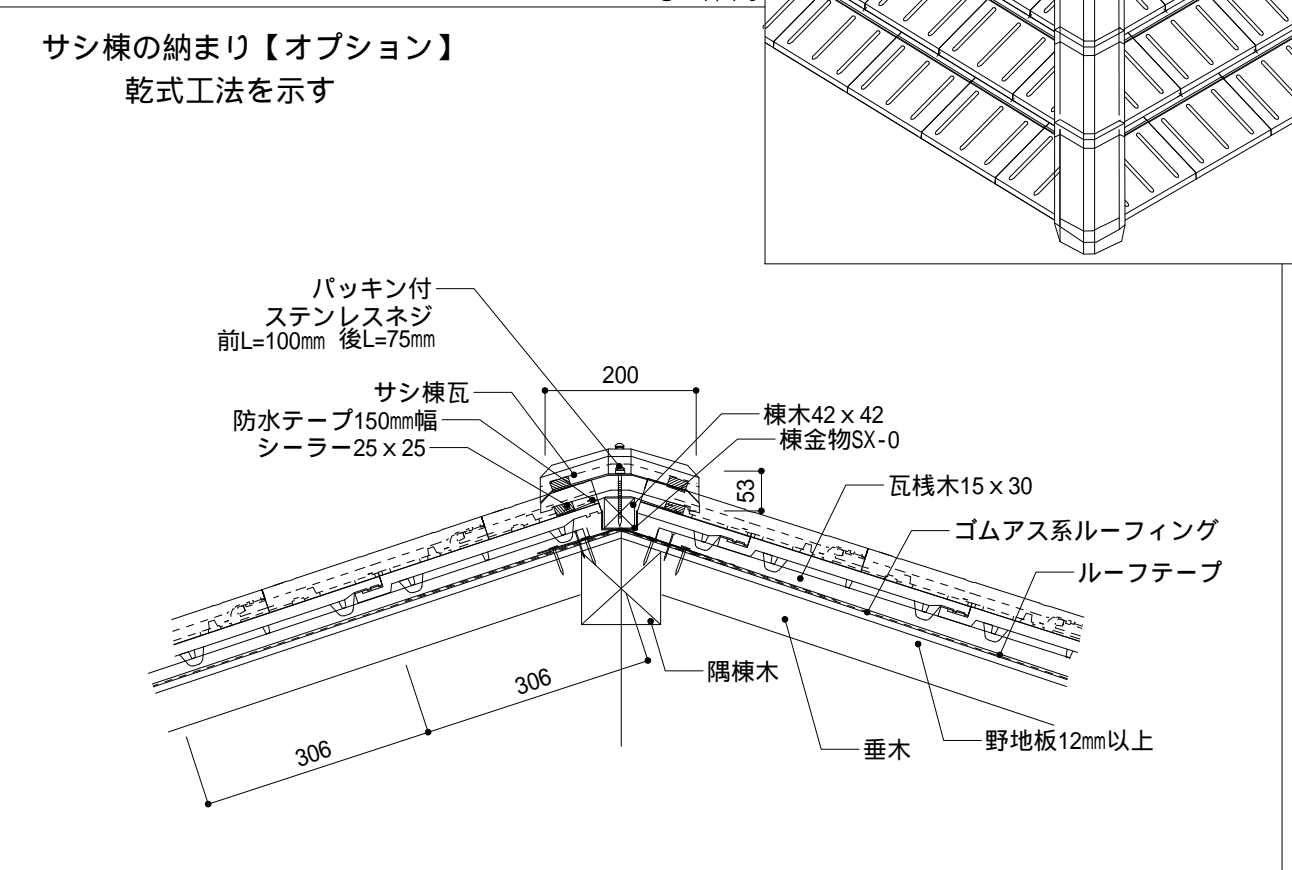 サシ棟の納まり【オプション】
乾式工法を示す
パッキン付
ステンレスネジ
前L=100㎜ 後L=75㎜
サシ棟瓦
防水テープ150㎜幅
シーラー25×25
200
棟木42×42
棟金物SX-0
53
瓦桟木15×30
ゴムアス系ルーフィング
ルーフテープ
隅棟木
306
306
垂木
野地板12㎜以上